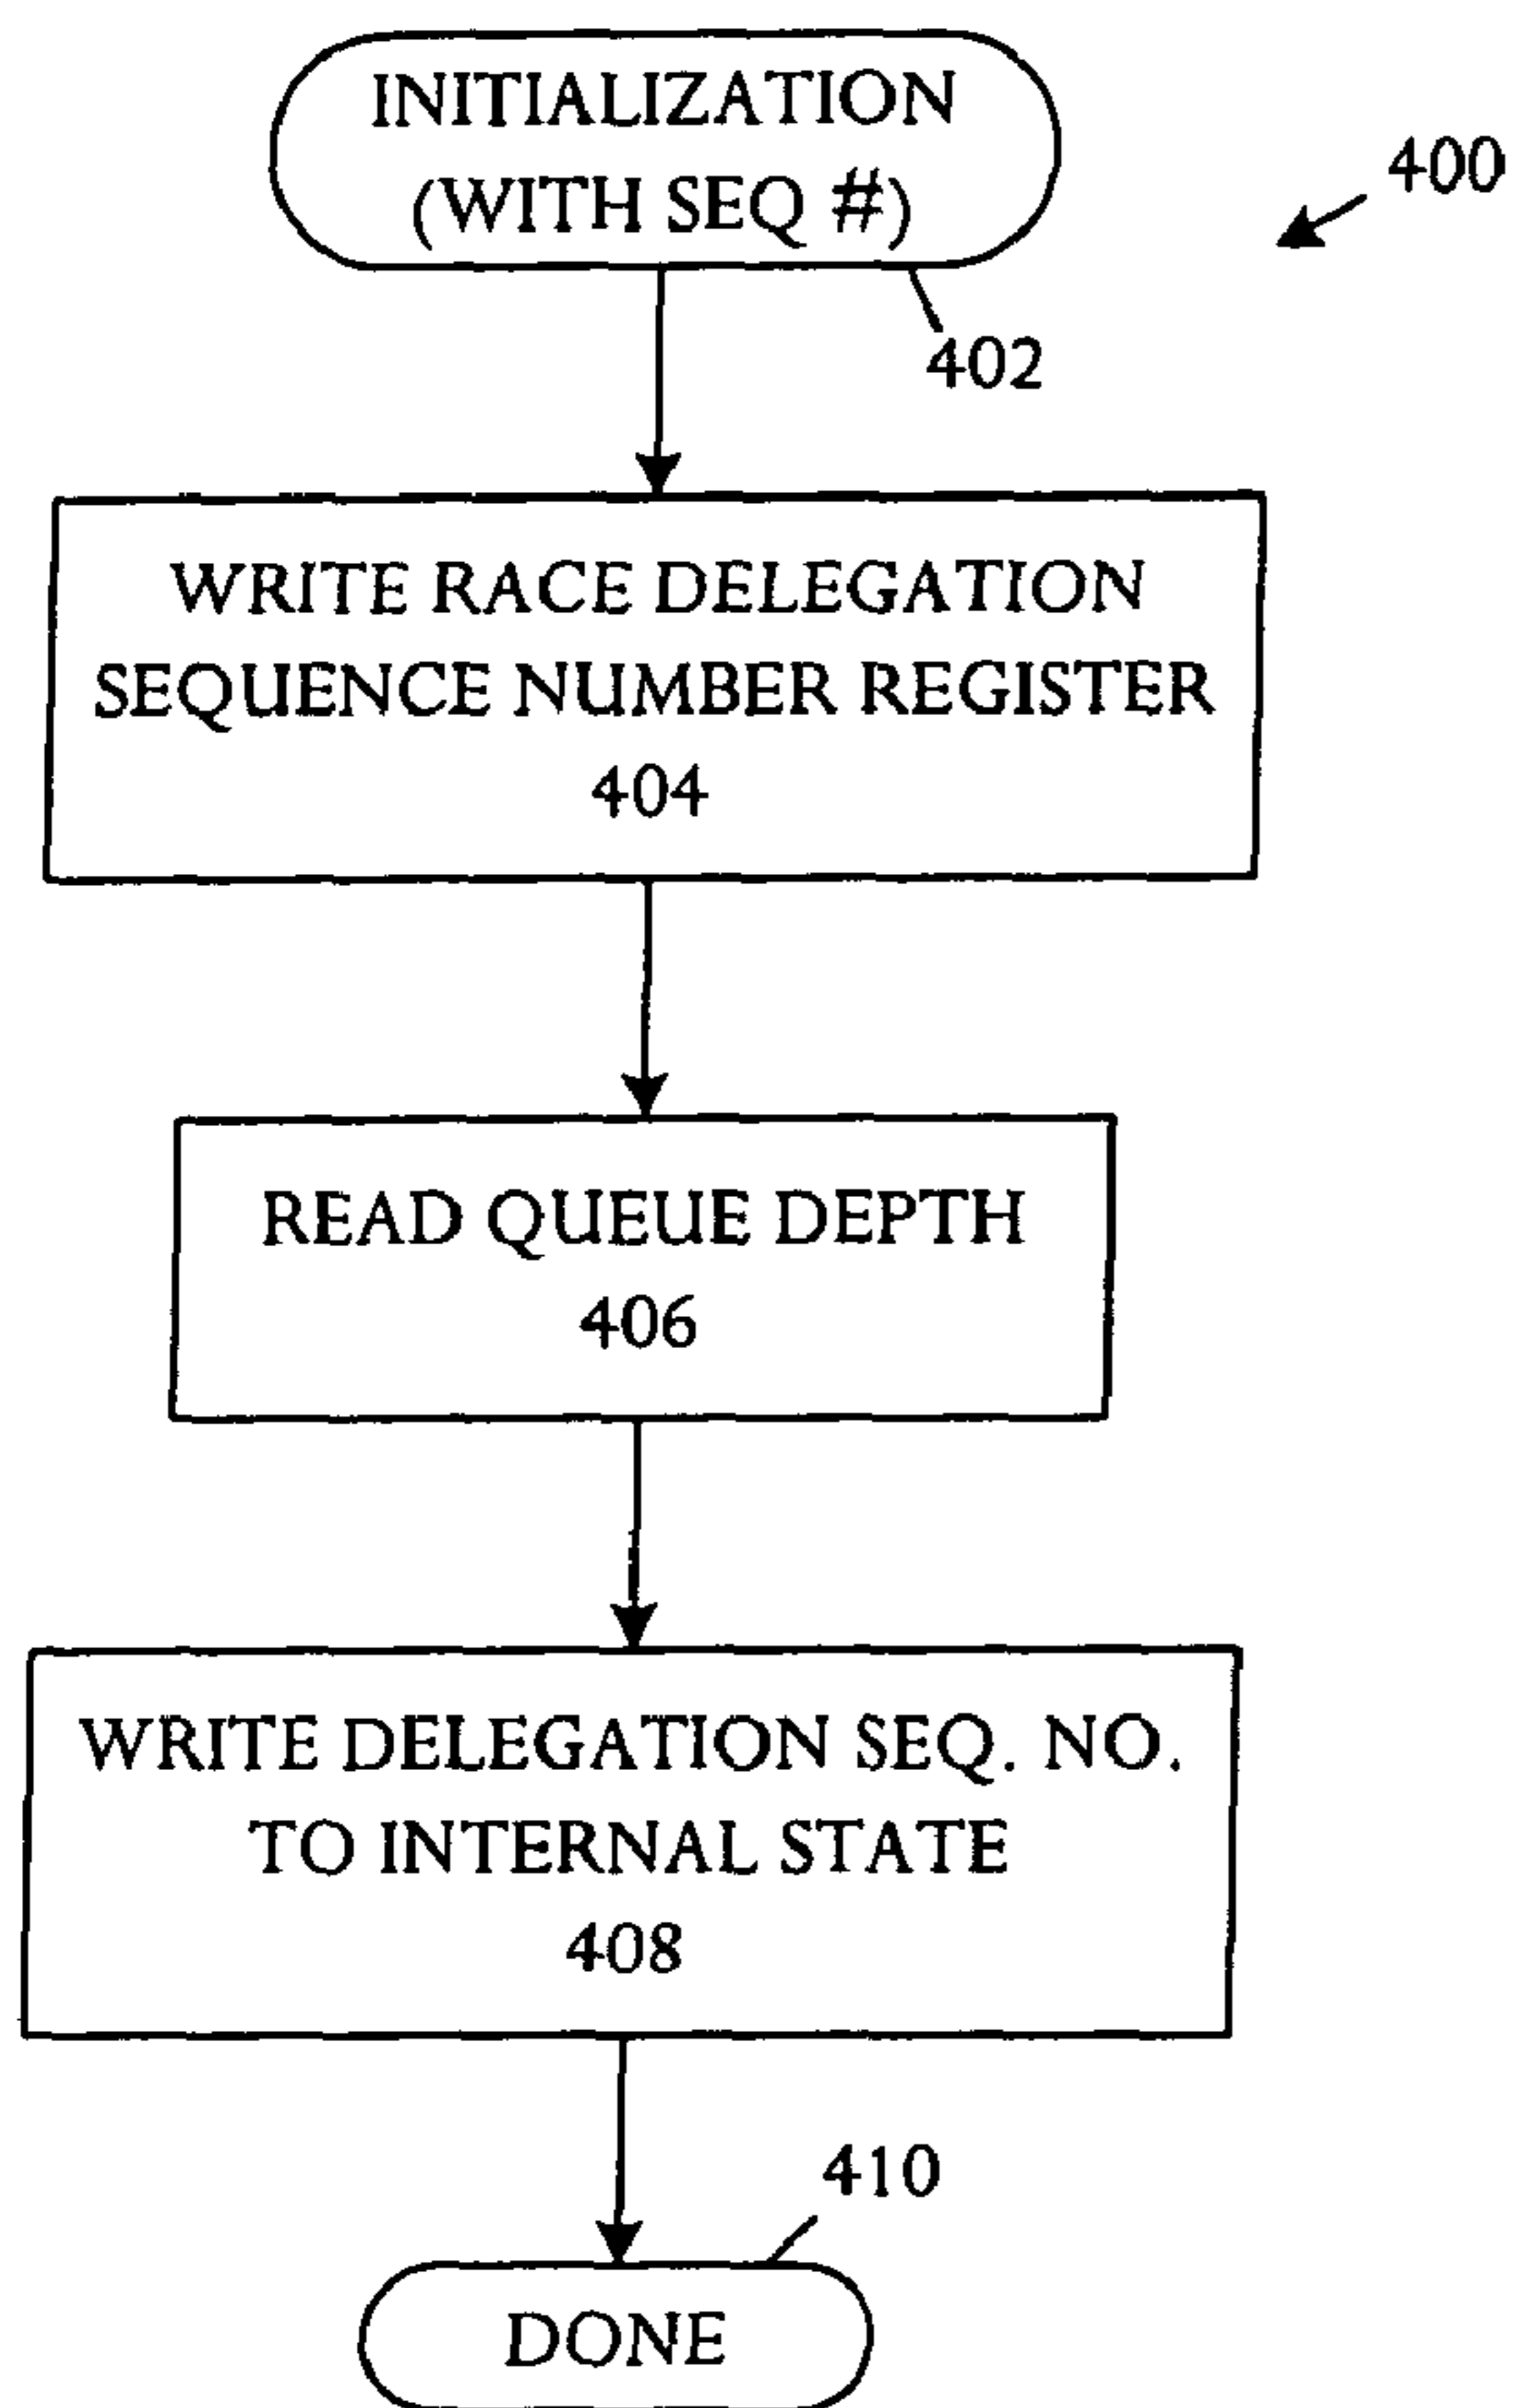 INITIALIZATION
(WITH SEQ #)
400
402
WRITE RACE DELEGATION
SEQUENCE NUMBER REGISTER
404
READ QUEUE DEPTH
406
WRITE DELEGATION SEQ. NO.
TO INTERNAL STATE
408
410
DONE